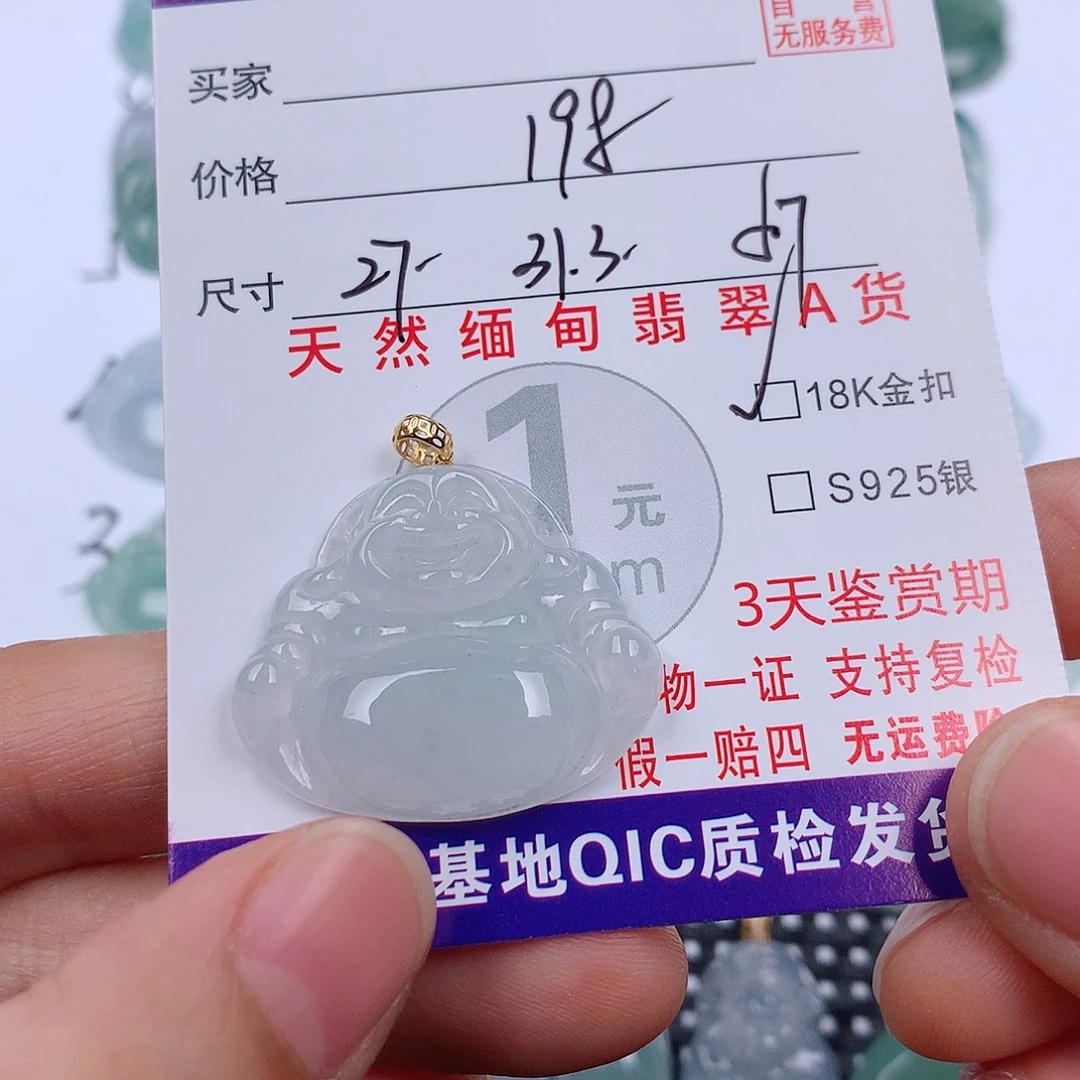 自 营
无服务费
买家
价格 198
尺寸 27- 31.3-
天然缅甸翡翠A货
18K金扣
1元
S925银
m
3天鉴赏期
物一证 支持复检
假一赔四 无运费险
基地QIC质检发货